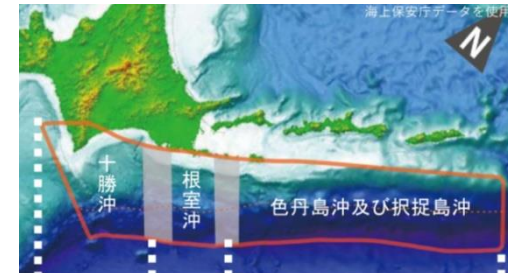 海上保安庁データを使用
N
十勝沖
根室沖
色丹島沖及び択捉島沖